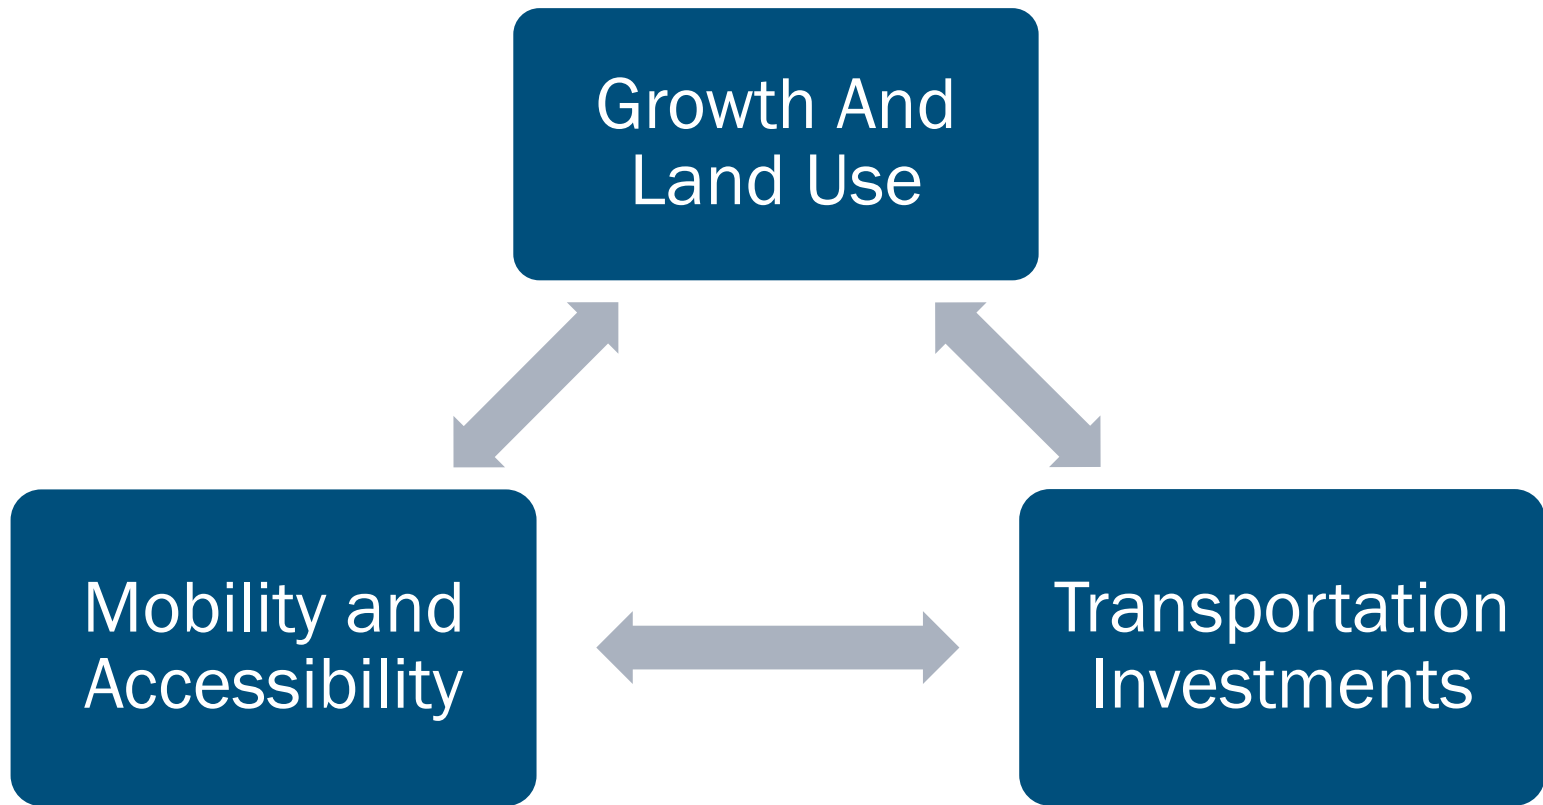 Growth And
Land Use
Mobility and
Accessibility
Transportation
Investments